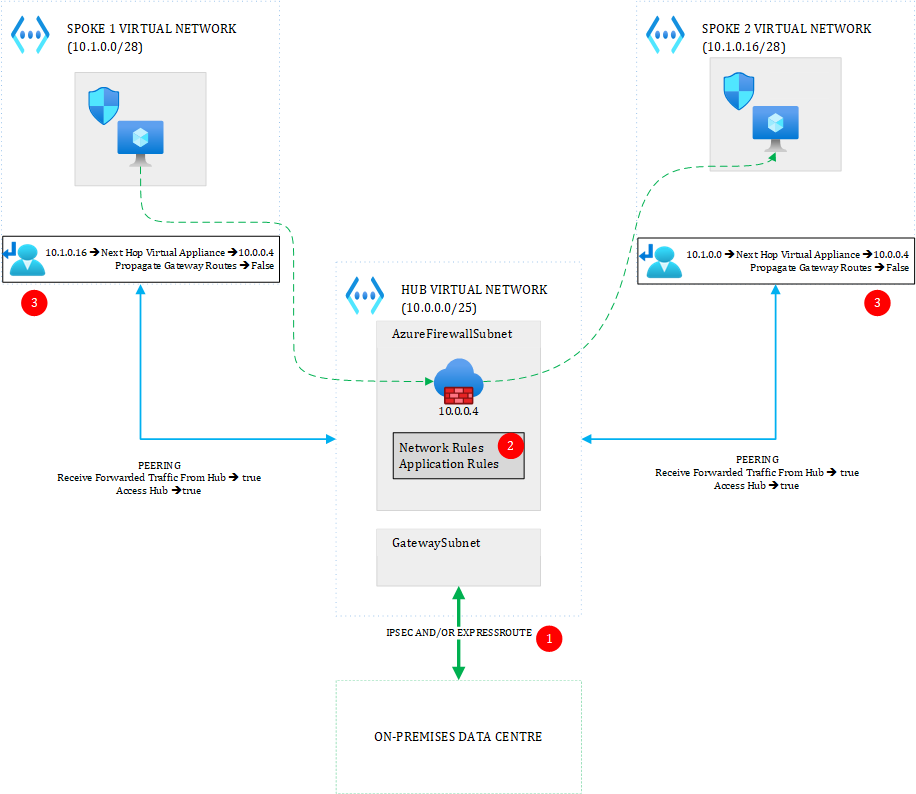 SPOKE 1 VIRTUAL NETWORK
(10.1.0.0/28)
SPOKE 2 VIRTUAL NETWORK
(10.1.0.16/28)
10.1.0.16 → Next Hop Virtual Appliance → 10.0.0.4
Propagate Gateway Routes → False
3
10.1.0.0 → Next Hop Virtual Appliance → 10.0.0.4
Propagate Gateway Routes → False
3
HUB VIRTUAL NETWORK
(10.0.0.0/25)
AzureFirewallSubnet
10.0.0.4
Network Rules
Application Rules
2
PEERING
Receive Forwarded Traffic From Hub → true
Access Hub → true
PEERING
Receive Forwarded Traffic From Hub → true
Access Hub → true
GatewaySubnet
IPSEC AND/OR EXPRESSROUTE
1
ON-PREMISES DATA CENTRE